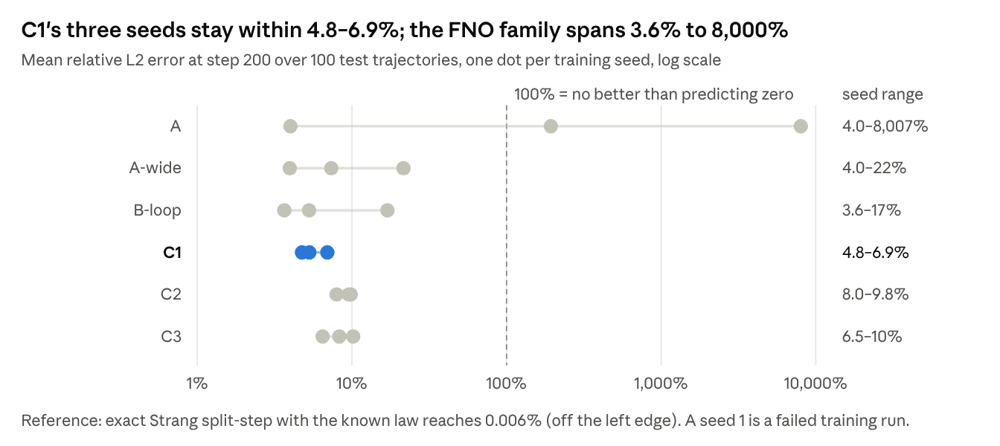 C1's three seeds stay within 4.8–6.9%; the FNO family spans 3.6% to 8,000%
Mean relative L2 error at step 200 over 100 test trajectories, one dot per training seed, log scale
100% = no better than predicting zero
seed range
A
4.0–8,007%
A-wide
4.0–22%
B-loop
3.6–17%
C1
4.8–6.9%
C2
8.0–9.8%
C3
6.5–10%
1%
10%
100%
1,000%
10,000%
Reference: exact Strang split-step with the known law reaches 0.006% (off the left edge). A seed 1 is a failed training run.